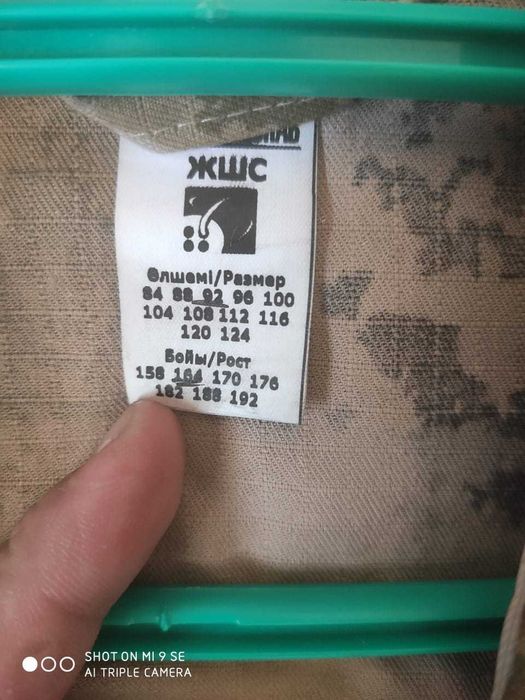 ЖШС
Өлшемі/Размер
84 88 92 96 100
104 108 112 116
120 124
Бойы/Рост
158 164 170 176
182 188 192
SHOT ON MI 9 SE
AI TRIPLE CAMERA